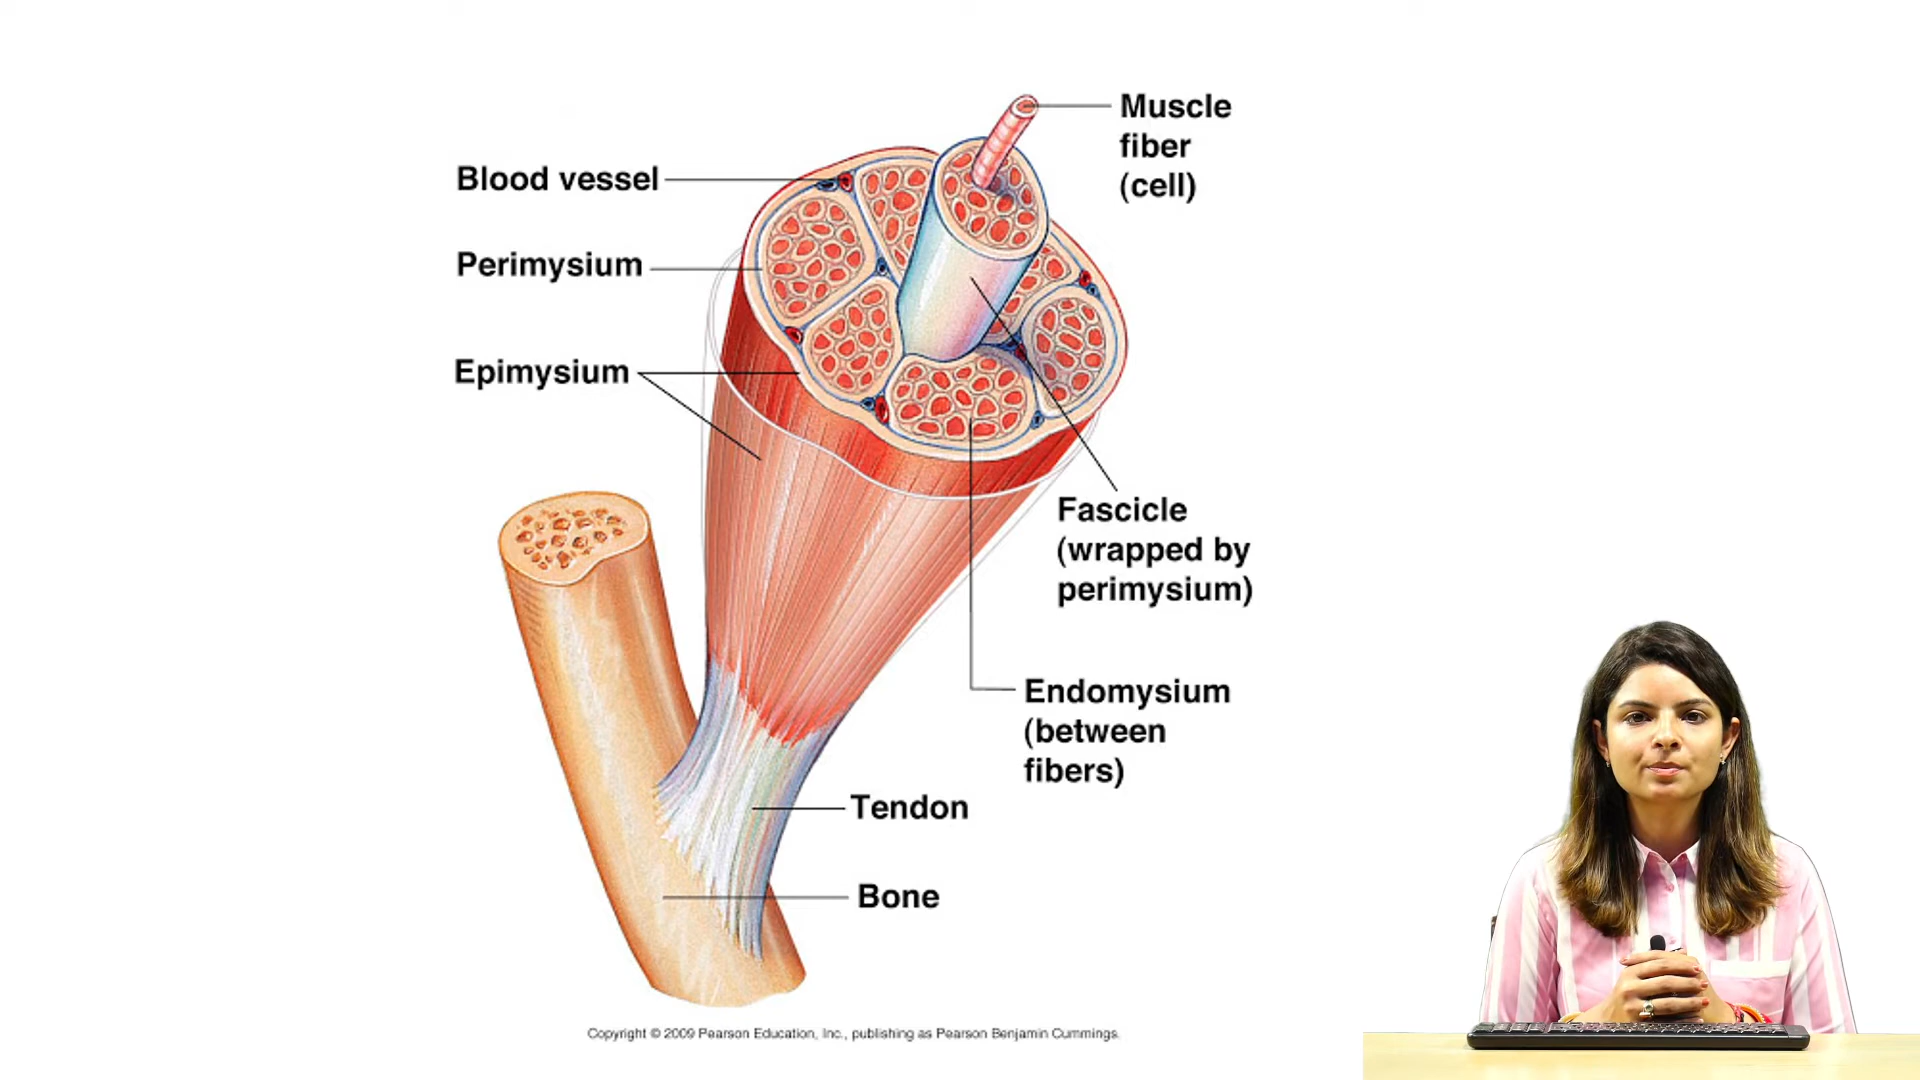 Muscle
fiber
(cell)
Blood vessel
Perimysium
Epimysium
Fascicle
(wrapped by
perimysium)
Endomysium
(between
fibers)
Tendon
Bone
Copyright © 2009 Pearson Education, Inc., publishing as Pearson Benjamin Cummings.